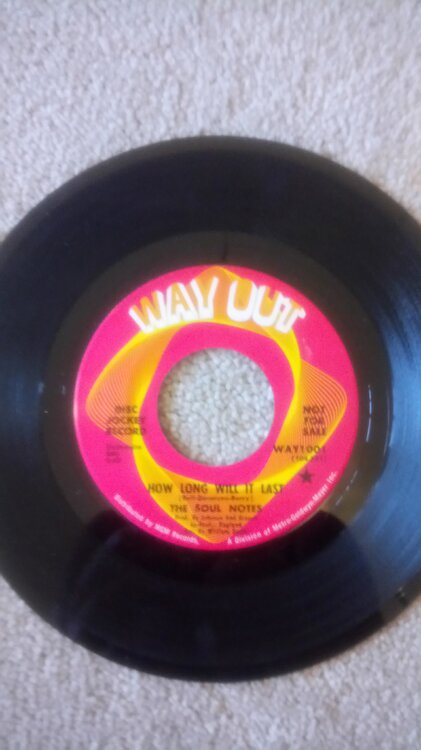 WAY OUT
DISC
JOCKEY
RECORD
NOT
FOR
SALE
WAY1001
HOW LONG WILL IT LAST
THE SOUL NOTES
Distributed by MGM Records, A Division of Metro-Goldwyn-Mayer Inc.